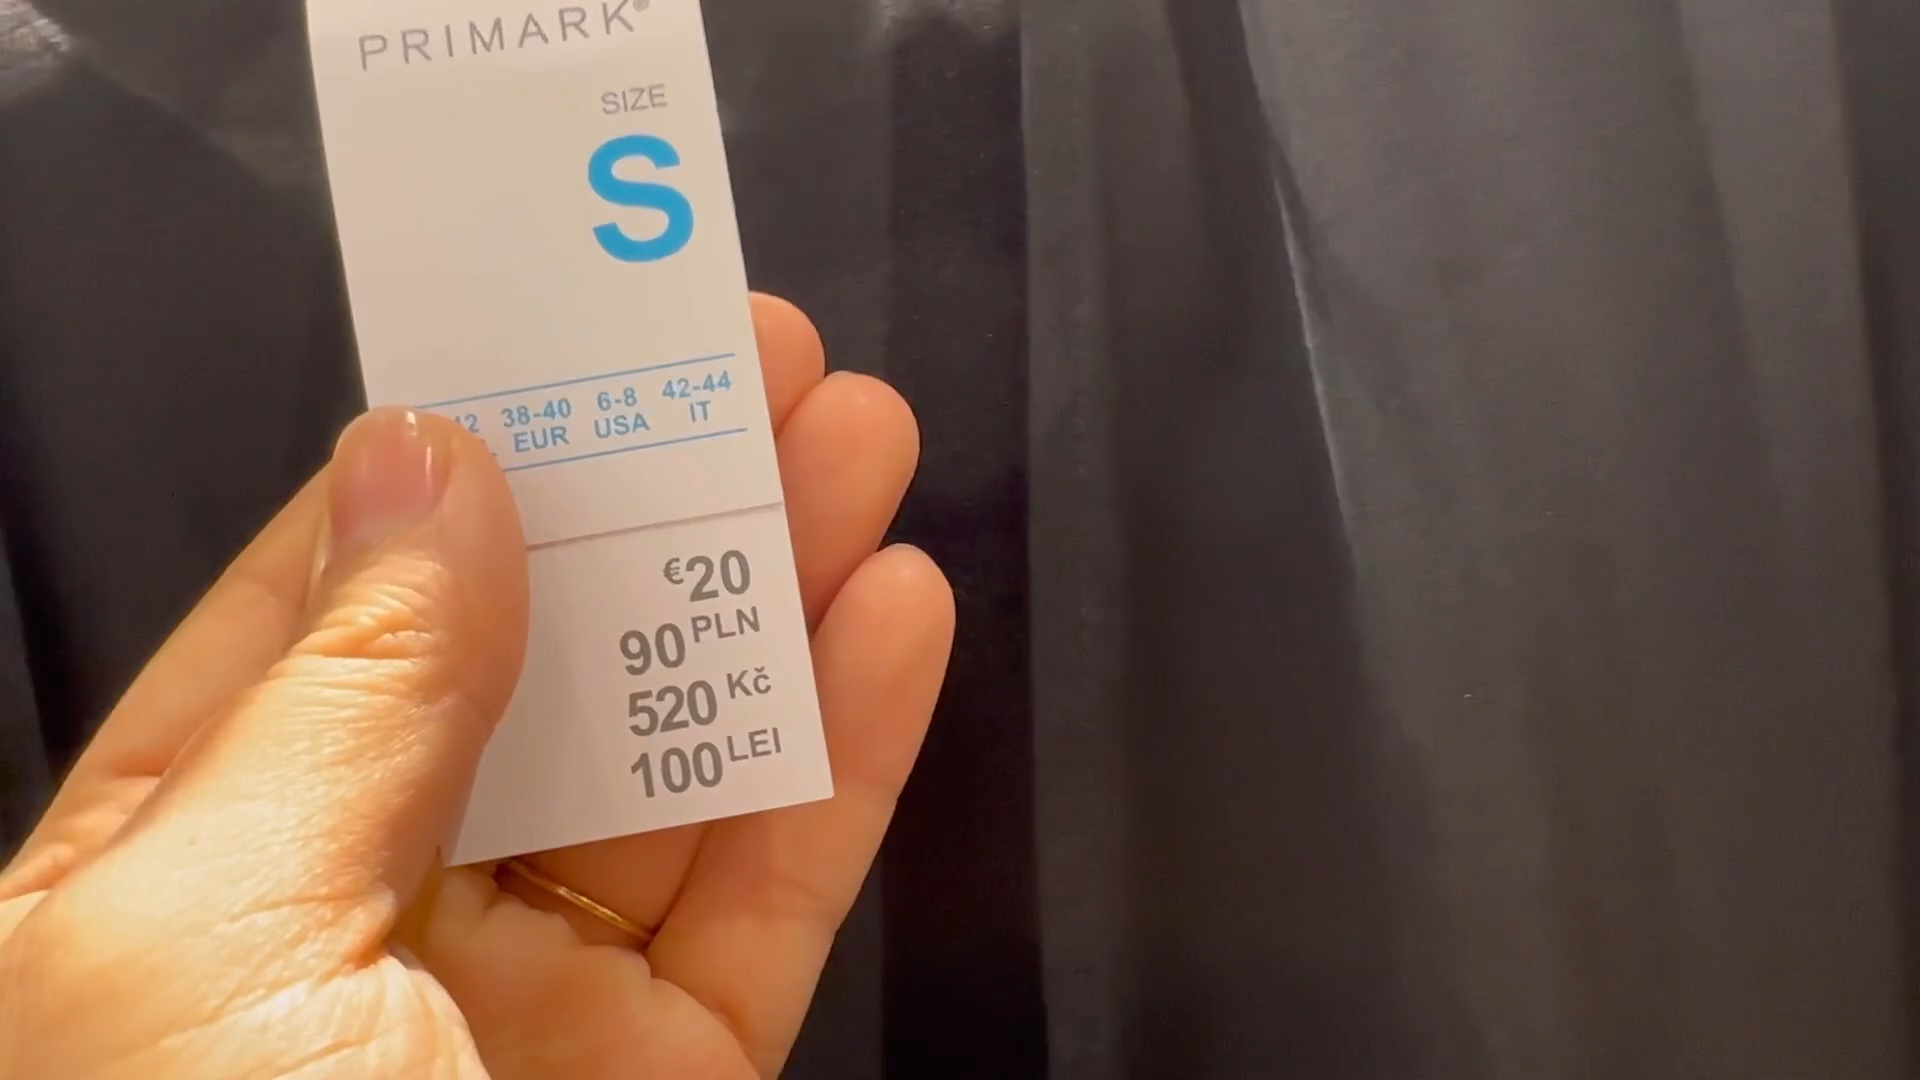 PRIMARK®
SIZE
S
38-40 6-8 42-44
EUR USA IT
€20
90 PLN
520 Kč
100 LEI